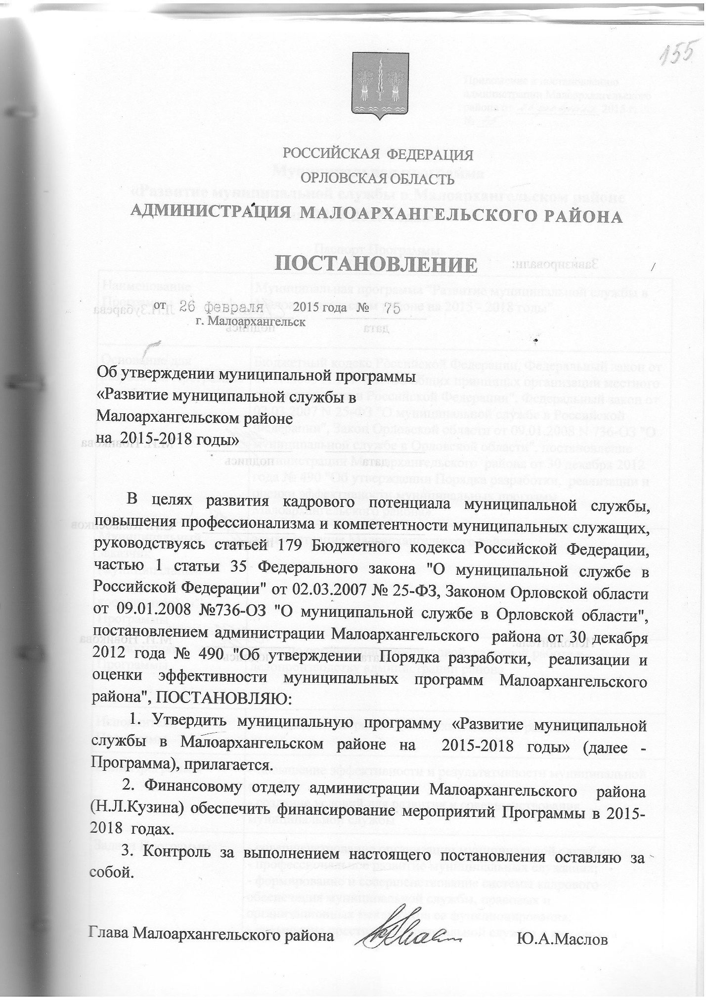 155
РОССИЙСКАЯ ФЕДЕРАЦИЯ
ОРЛОВСКАЯ ОБЛАСТЬ
АДМИНИСТРАЦИЯ МАЛОАРХАНГЕЛЬСКОГО РАЙОНА
ПОСТАНОВЛЕНИЕ
от 26 февраля 2015 года № 75
г. Малоархангельск
Об утверждении муниципальной программы
«Развитие муниципальной службы в
Малоархангельском районе
на 2015-2018 годы»
В целях развития кадрового потенциала муниципальной службы,
повышения профессионализма и компетентности муниципальных служащих,
руководствуясь статьей 179 Бюджетного кодекса Российской Федерации,
частью 1 статьи 35 Федерального закона "О муниципальной службе в
Российской Федерации" от 02.03.2007 № 25-ФЗ, Законом Орловской области
от 09.01.2008 №736-ОЗ "О муниципальной службе в Орловской области",
постановлением администрации Малоархангельского района от 30 декабря
2012 года № 490 "Об утверждении Порядка разработки, реализации и
оценки эффективности муниципальных программ Малоархангельского
района", ПОСТАНОВЛЯЮ:
1. Утвердить муниципальную программу «Развитие муниципальной
службы в Малоархангельском районе на 2015-2018 годы» (далее -
Программа), прилагается.
2. Финансовому отделу администрации Малоархангельского района
(Н.Л.Кузина) обеспечить финансирование мероприятий Программы в 2015-
2018 годах.
3. Контроль за выполнением настоящего постановления оставляю за
собой.
Глава Малоархангельского района Ю.А.Маслов